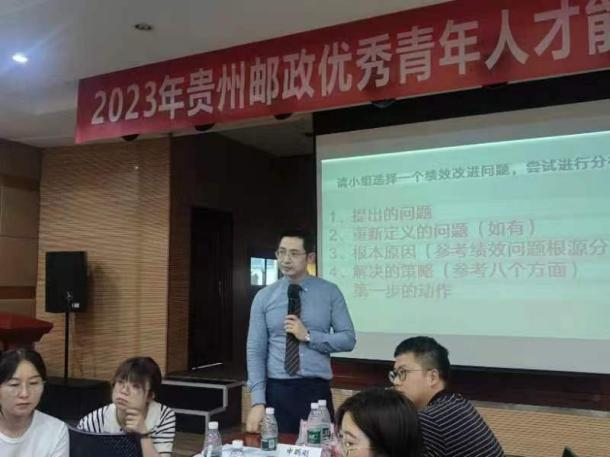 2023年贵州邮政优秀青年人才能
请小组选择一个绩效改进问题，尝试进行分
1、提出的问题
2、重新定义的问题（如有）
3、根本原因（参考绩效问题根源分
4、解决的策略（参考八个方面）
第一步的动作